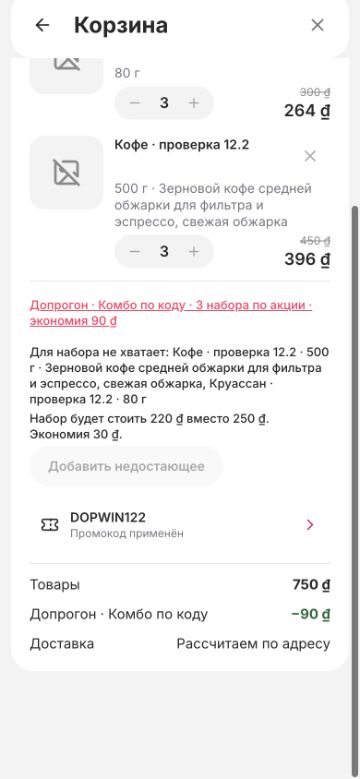 Корзина
80 г
3
300 ₫
264 ₫
Кофе · проверка 12.2
500 г · Зерновой кофе средней
обжарки для фильтра и
эспрессо, свежая обжарка
3
450 ₫
396 ₫
Допрогон · Комбо по коду · 3 набора по акции ·
экономия 90 ₫
Для набора не хватает: Кофе · проверка 12.2 · 500
г · Зерновой кофе средней обжарки для фильтра
и эспрессо, свежая обжарка, Круассан ·
проверка 12.2 · 80 г
Набор будет стоить 220 ₫ вместо 250 ₫.
Экономия 30 ₫.
Добавить недостающее
DOPWIN122
Промокод применён
Товары 750 ₫
Допрогон · Комбо по коду −90 ₫
Доставка Рассчитаем по адресу